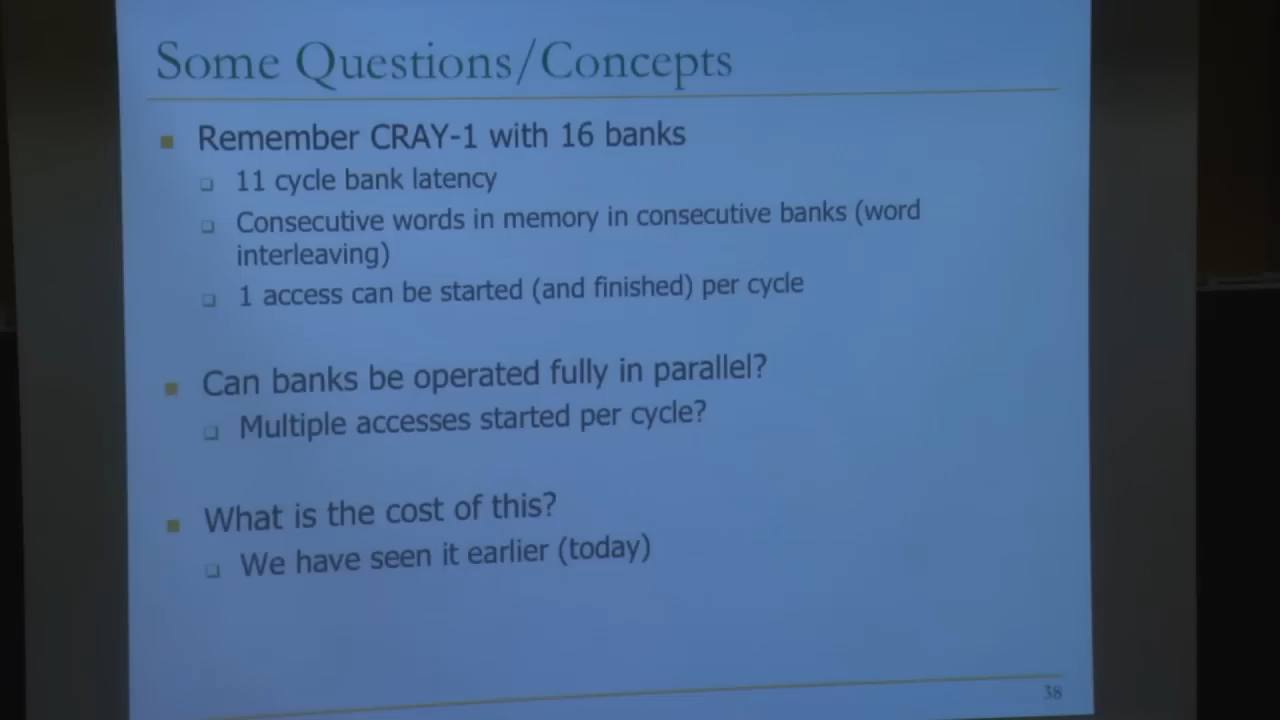 Some Questions/Concepts
Remember CRAY-1 with 16 banks
11 cycle bank latency
Consecutive words in memory in consecutive banks (word
interleaving)
1 access can be started (and finished) per cycle
Can banks be operated fully in parallel?
Multiple accesses started per cycle?
What is the cost of this?
We have seen it earlier (today)
38